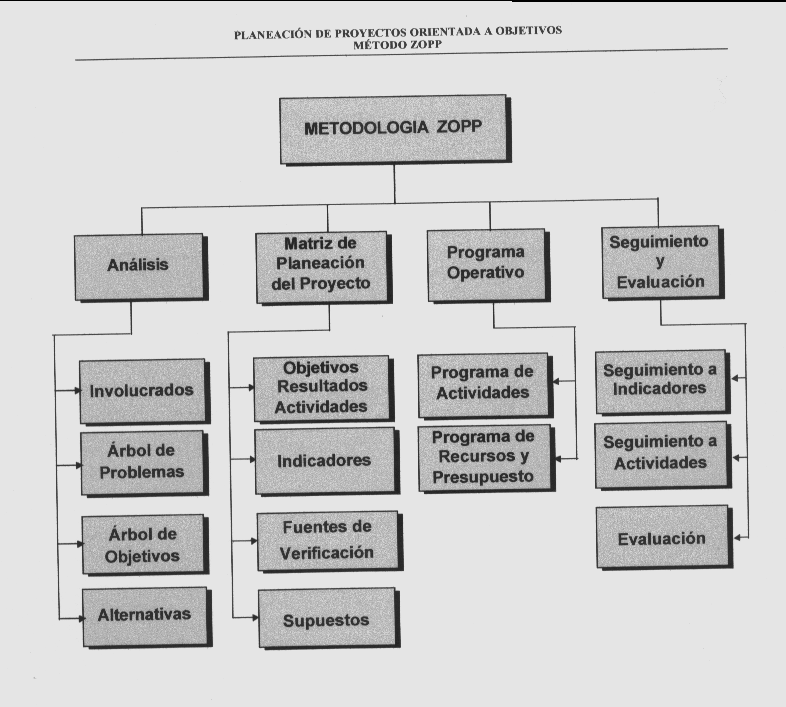 PLANEACIÓN DE PROYECTOS ORIENTADA A OBJETIVOS
MÉTODO ZOPP
METODOLOGIA ZOPP
Análisis
Matriz de
Planeación
del Proyecto
Programa
Operativo
Seguimiento
y
Evaluación
Involucrados
Árbol de
Problemas
Árbol de
Objetivos
Alternativas
Objetivos
Resultados
Actividades
Indicadores
Fuentes de
Verificación
Supuestos
Programa de
Actividades
Programa de
Recursos y
Presupuesto
Seguimiento a
Indicadores
Seguimiento a
Actividades
Evaluación